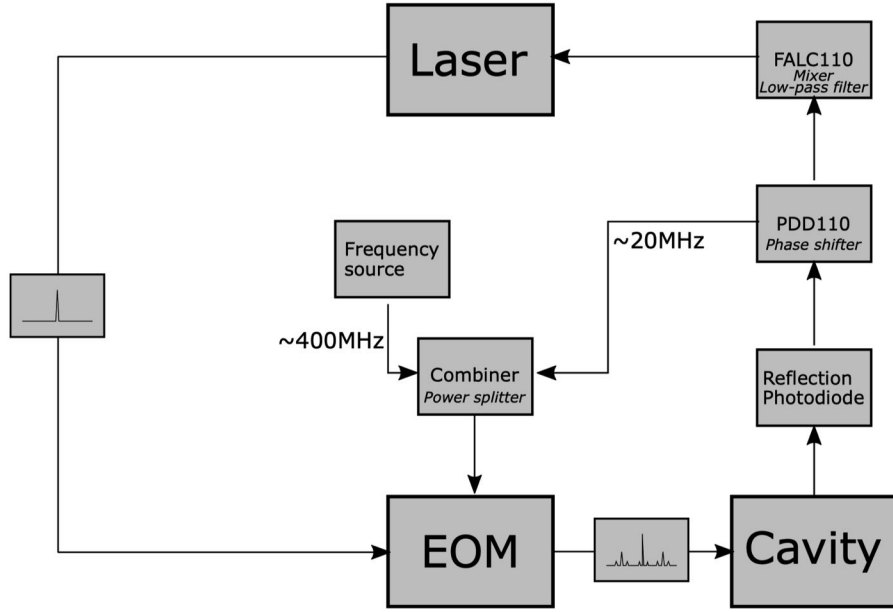 Laser
FALC110
Mixer
Low-pass filter
PDD110
Phase shifter
~20MHz
Frequency
source
~400MHz
Combiner
Power splitter
Reflection
Photodiode
EOM
Cavity